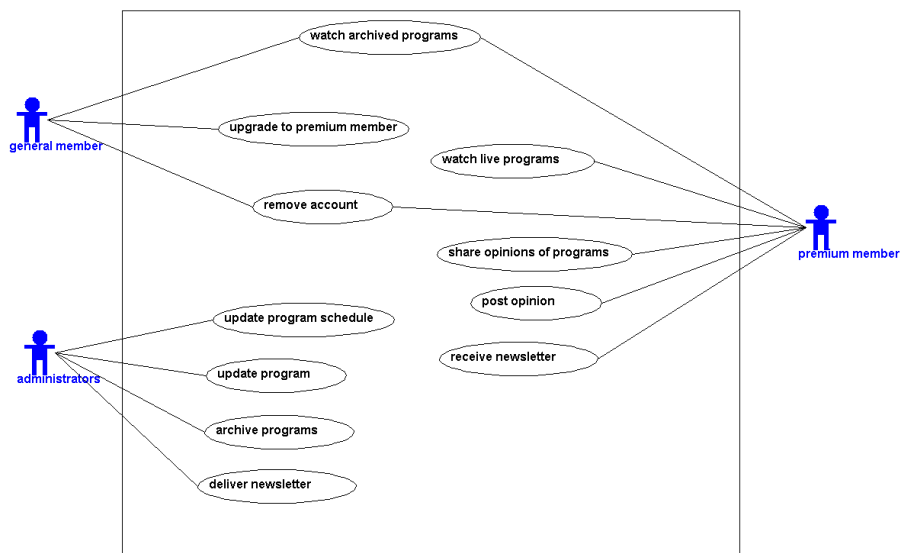 watch archived programs
general member
upgrade to premium member
watch live programs
remove account
premium member
share opinions of programs
post opinion
administrators
update program schedule
receive newsletter
update program
archive programs
deliver newsletter